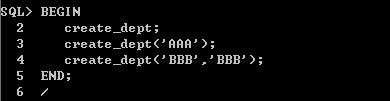 SQL> BEGIN
  2     create_dept;
  3     create_dept('AAA');
  4     create_dept('BBB','BBB');
  5  END;
  6  /